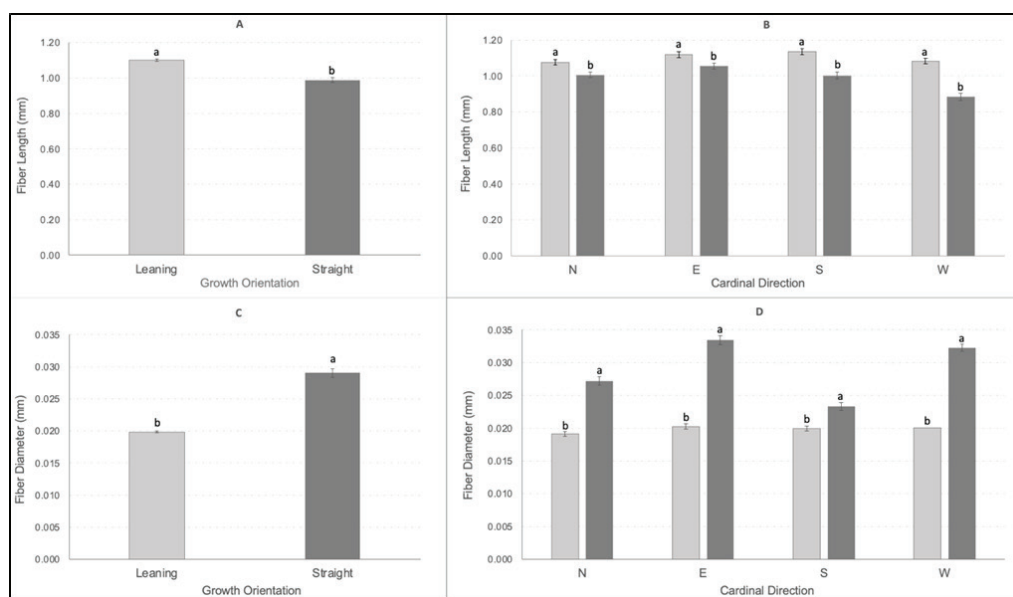 A
1.20
1.00
0.80
0.60
0.40
0.20
0.00
Fiber Length (mm)
a
b
Leaning Straight
Growth Orientation
B
1.20
1.00
0.80
0.60
0.40
0.20
0.00
Fiber Length (mm)
a b a b a b a b
N E S W
Cardinal Direction
C
0.035
0.030
0.025
0.020
0.015
0.010
0.005
0.000
Fiber Diameter (mm)
b
a
Leaning Straight
Growth Orientation
D
0.035
0.030
0.025
0.020
0.015
0.010
0.005
0.000
Fiber Diameter (mm)
b a b a b a b a
N E S W
Cardinal Direction